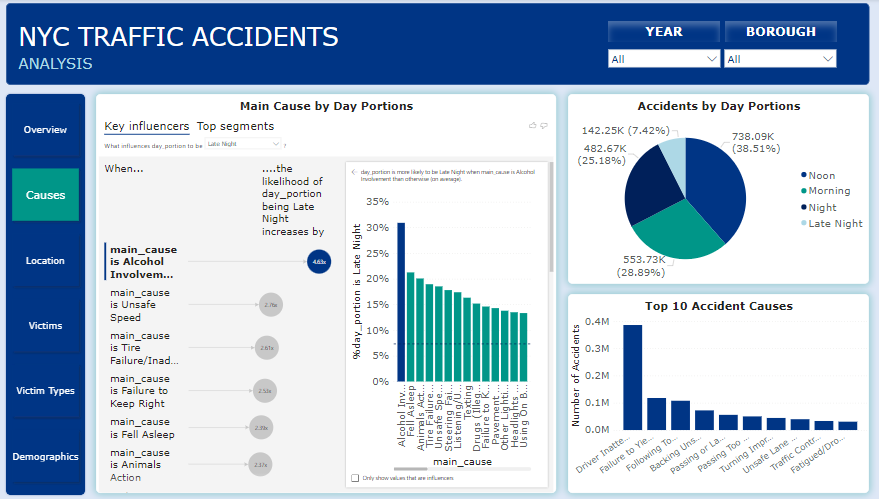 NYC TRAFFIC ACCIDENTS
ANALYSIS
YEAR
All
BOROUGH
All
Overview
Causes
Location
Victims
Victim Types
Demographics
Main Cause by Day Portions
Key influencers
Top segments
What influences day_portion to be
Late Night
?
When...
....the
likelihood of
day_portion
being Late
Night
increases by
main_cause
is Alcohol
Involvem...
4.63x
main_cause
is Unsafe
Speed
2.76x
main_cause
is Tire
Failure/Inad...
2.67x
main_cause
is Failure to
Keep Right
2.52x
main_cause
is Fell Asleep
2.39x
main_cause
is Animals
Action
2.37x
day_portion is more likely to be Late Night when main_cause is Alcohol
Involvement than otherwise (on average).
%day_portion is Late Night
35%
30%
25%
20%
15%
10%
5%
0%
Alcohol Inv...
Fell Asleep
Animals Act...
Tire Failure...
Unsafe Spe...
Steering Fai...
Listening/U...
Texting
Drugs (Illeg...
Failure to K...
Pavement ...
Other Lighti...
Headlights ...
Using On B...
main_cause
Only show values that are influencers
Accidents by Day Portions
142.25K (7.42%)
738.09K
(38.51%)
482.67K
(25.18%)
553.73K
(28.89%)
Noon
Morning
Night
Late Night
Top 10 Accident Causes
Number of Accidents
0.4M
0.3M
0.2M
0.1M
0.0M
Driver Inatte...
Failure to Yie...
Following To...
Backing Uns...
Passing or La...
Passing Too ...
Turning Impr...
Unsafe Lane ...
Traffic Contr...
Fatigued/Dro...